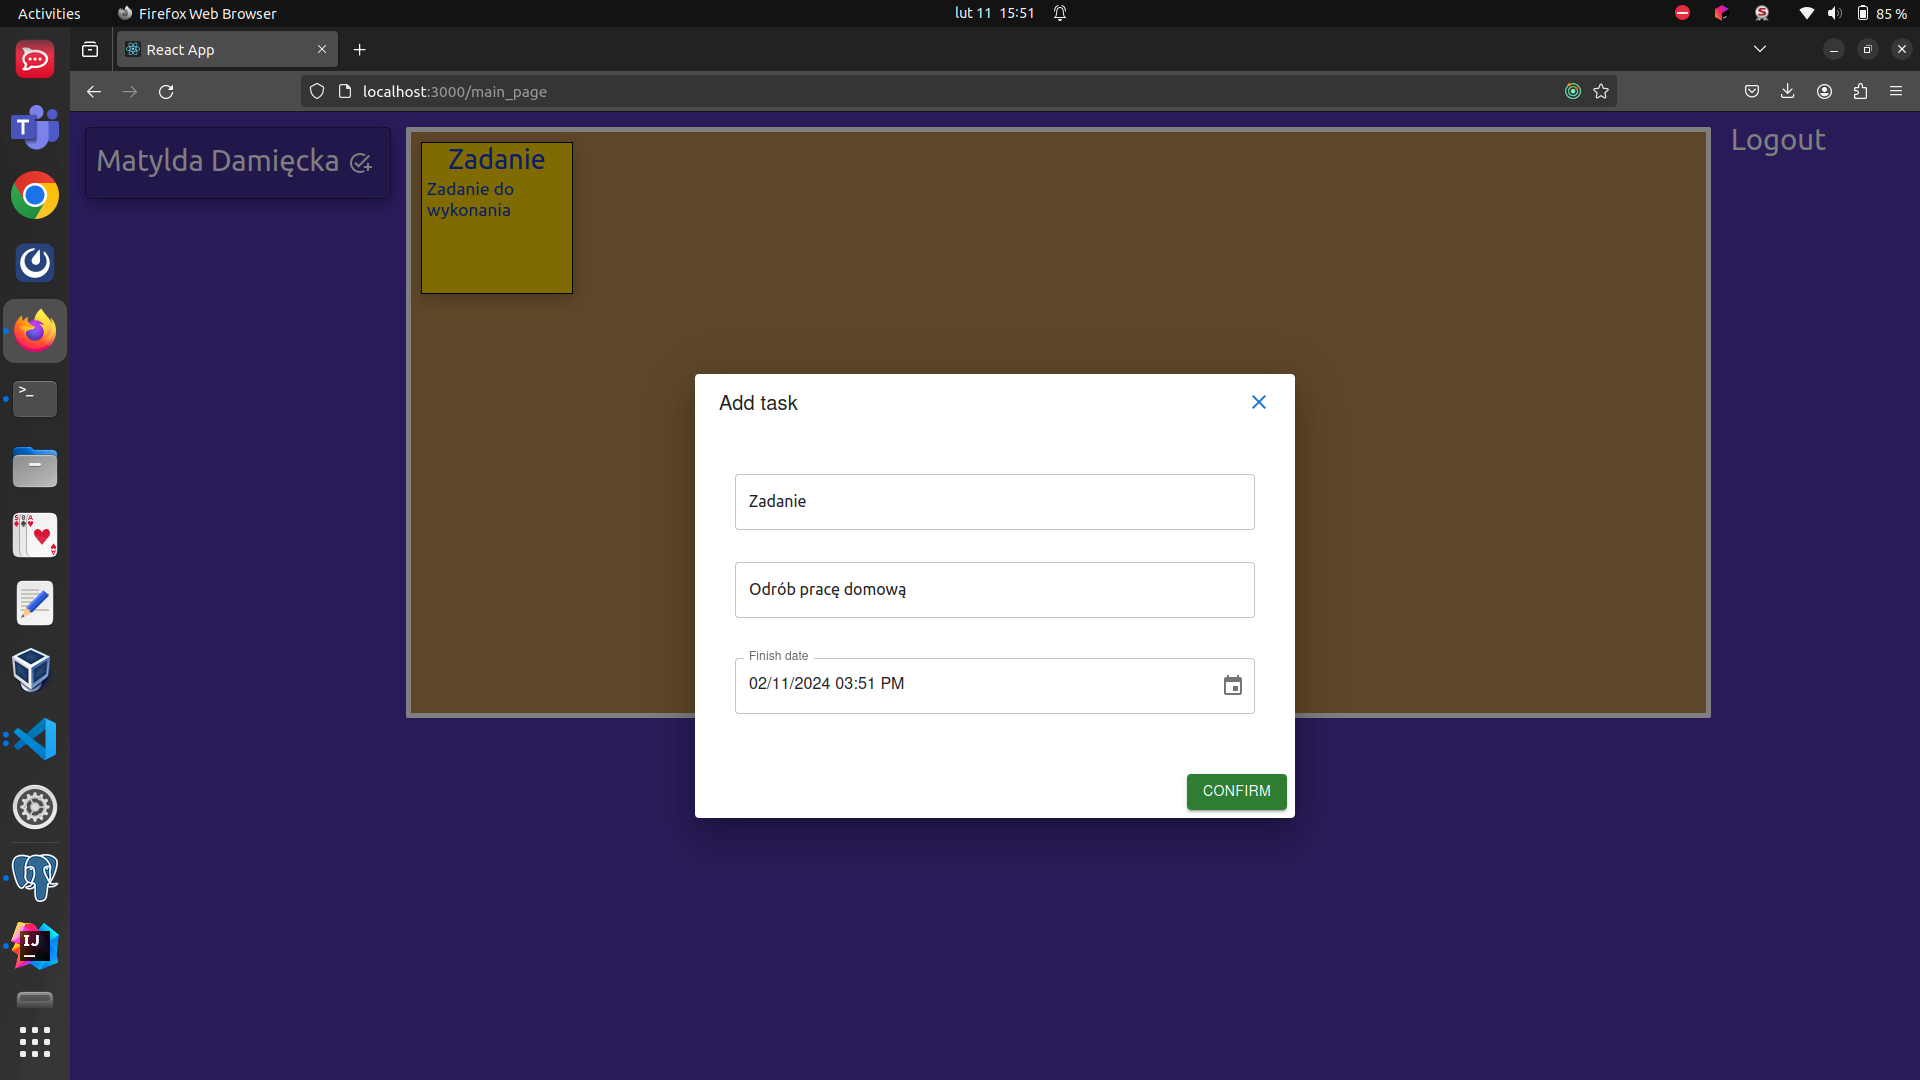 Activities
Firefox Web Browser
lut 11 15:51
85 %
React App
localhost:3000/main_page
Matylda Damięcka
Zadanie
Zadanie do
wykonania
Logout
Add task
Zadanie
Odrób pracę domową
Finish date
02/11/2024 03:51 PM
CONFIRM
T
>_
IJ